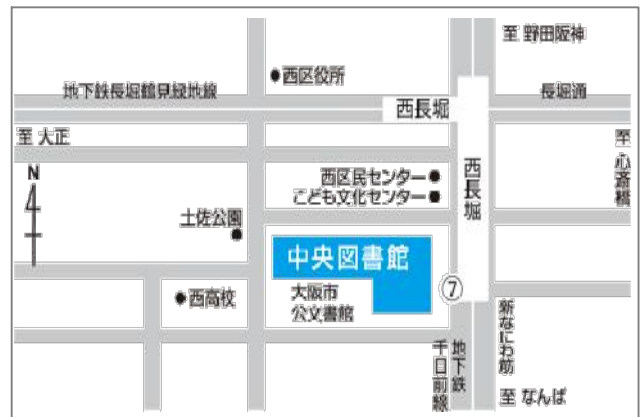 至 野田阪神
西区役所
地下鉄長堀鶴見緑地線
長堀通
西長堀
至 大正
至 心斎橋
N
西区民センター
こども文化センター
西長堀
土佐公園
中央図書館
西高校
大阪市
公文書館
⑦
新なにわ筋
地下鉄
千日前線
至 なんば